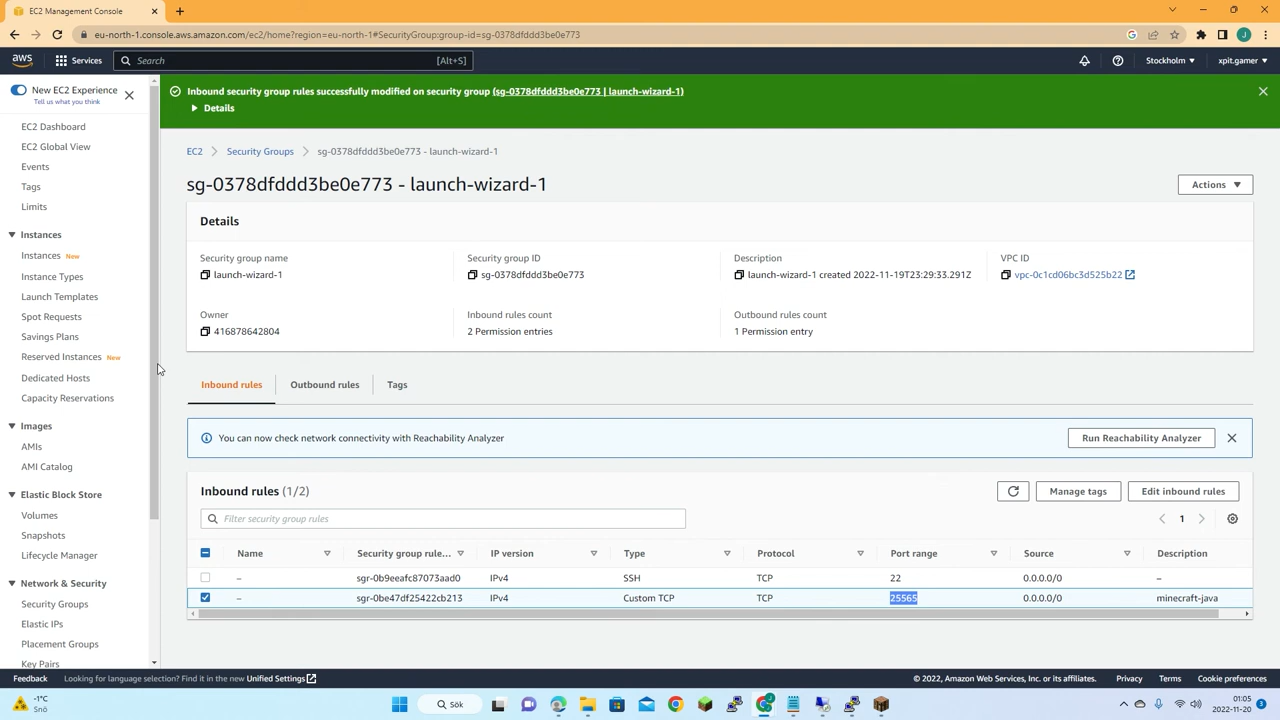 EC2 Management Console
eu-north-1.console.aws.amazon.com/ec2/home?region=eu-north-1#SecurityGroup:group-id=sg-0378dfddd3be0e773
J
aws
Services
Search
[Alt+S]
Stockholm
xpit.gamer
New EC2 Experience
Tell us what you think
EC2 Dashboard
EC2 Global View
Events
Tags
Limits
Instances
Instances New
Instance Types
Launch Templates
Spot Requests
Savings Plans
Reserved Instances New
Dedicated Hosts
Capacity Reservations
Images
AMIs
AMI Catalog
Elastic Block Store
Volumes
Snapshots
Lifecycle Manager
Network & Security
Security Groups
Elastic IPs
Placement Groups
Key Pairs
Inbound security group rules successfully modified on security group (sg-0378dfddd3be0e773 | launch-wizard-1)
Details
EC2 Security Groups sg-0378dfddd3be0e773 - launch-wizard-1
sg-0378dfddd3be0e773 - launch-wizard-1
Actions
Details
Security group name
launch-wizard-1
Security group ID
sg-0378dfddd3be0e773
Description
launch-wizard-1 created 2022-11-19T23:29:33.291Z
VPC ID
vpc-0c1cd06bc3d525b22
Owner
416878642804
Inbound rules count
2 Permission entries
Outbound rules count
1 Permission entry
Inbound rules Outbound rules Tags
You can now check network connectivity with Reachability Analyzer
Run Reachability Analyzer
Inbound rules (1/2)
Manage tags
Edit inbound rules
Filter security group rules
1
Name Security group rule... IP version Type Protocol Port range Source Description
– sgr-0b9eeafc87073aad0 IPv4 SSH TCP 22 0.0.0.0/0 –
– sgr-0be47df25422cb213 IPv4 Custom TCP TCP 25565 0.0.0.0/0 minecraft-java
Feedback Looking for language selection? Find it in the new Unified Settings
© 2022, Amazon Web Services, Inc. or its affiliates. Privacy Terms Cookie preferences
-1°C
Snö
Sök
01:05
2022-11-20
3